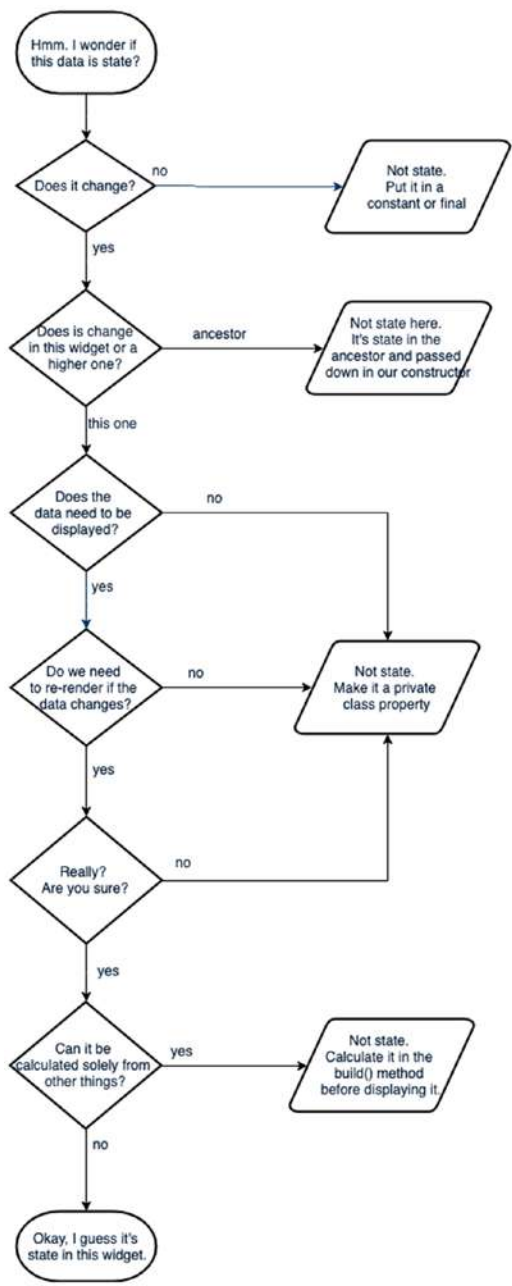 Hmm. I wonder if
this data is state?
Does it change?
no
Not state.
Put it in a
constant or final
yes
Does is change
in this widget or a
higher one?
ancestor
Not state here.
It's state in the
ancestor and passed
down in our constructor
this one
Does the
data need to be
displayed?
no
yes
Do we need
to re-render if the
data changes?
no
Not state.
Make it a private
class property
yes
Really?
Are you sure?
no
yes
Can it be
calculated solely from
other things?
yes
Not state.
Calculate it in the
build() method
before displaying it.
no
Okay, I guess it's
state in this widget.